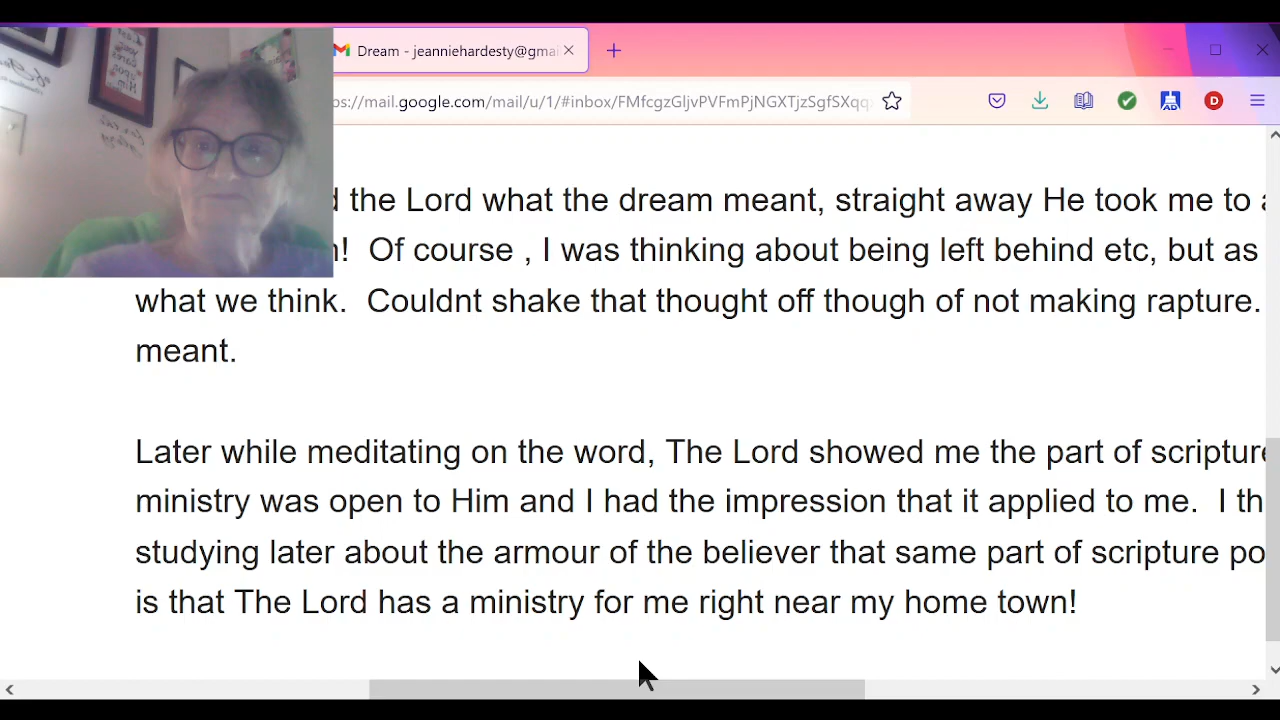 Dream - jeanniehardesty@gmai
ps://mail.google.com/mail/u/1/#inbox/FMfcgzGljvPVFmPjNGXTjzSgfSXqq
AD
D
the Lord what the dream meant, straight away He took me to
! Of course , I was thinking about being left behind etc, but as
what we think. Couldnt shake that thought off though of not making rapture.
meant.
Later while meditating on the word, The Lord showed me the part of scripture
ministry was open to Him and I had the impression that it applied to me. I th
studying later about the armour of the believer that same part of scripture po
is that The Lord has a ministry for me right near my home town!